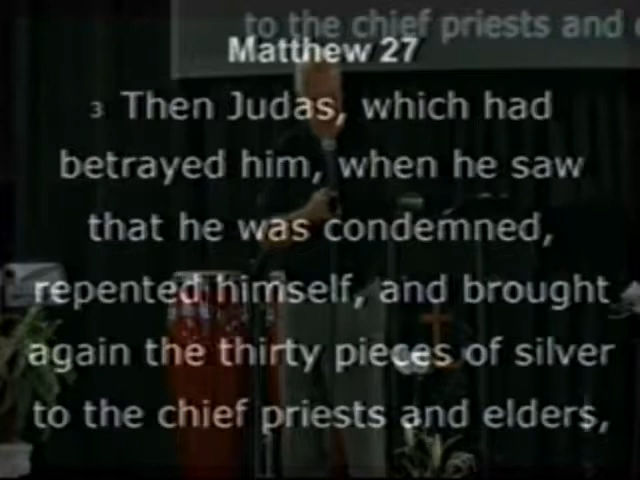 to the chief priests and
Matthew 27
3 Then Judas, which had
betrayed him, when he saw
that he was condemned,
repented himself, and brought
again the thirty pieces of silver
to the chief priests and elders,